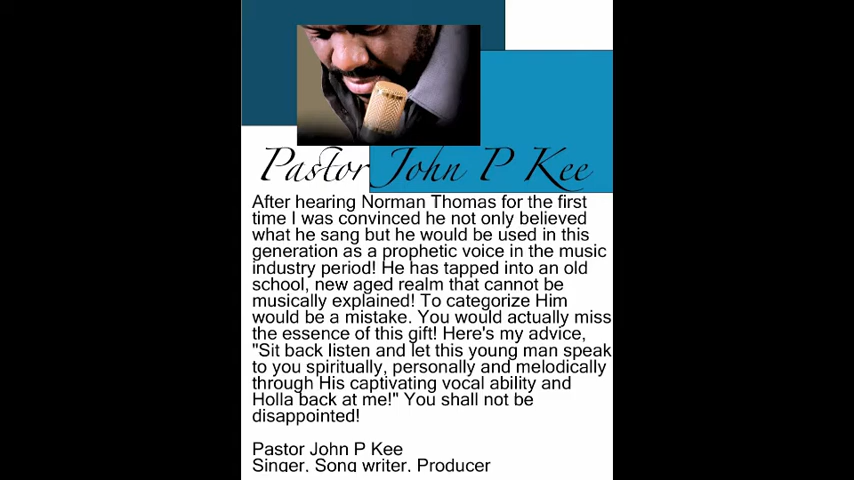 Pastor John P Kee
After hearing Norman Thomas for the first
time I was convinced he not only believed
what he sang but he would be used in this
generation as a prophetic voice in the music
industry period! He has tapped into an old
school, new aged realm that cannot be
musically explained! To categorize Him
would be a mistake. You would actually miss
the essence of this gift! Here's my advice,
"Sit back listen and let this young man speak
to you spiritually, personally and melodically
through His captivating vocal ability and
Holla back at me!" You shall not be
disappointed!
Pastor John P Kee
Singer, Song writer, Producer